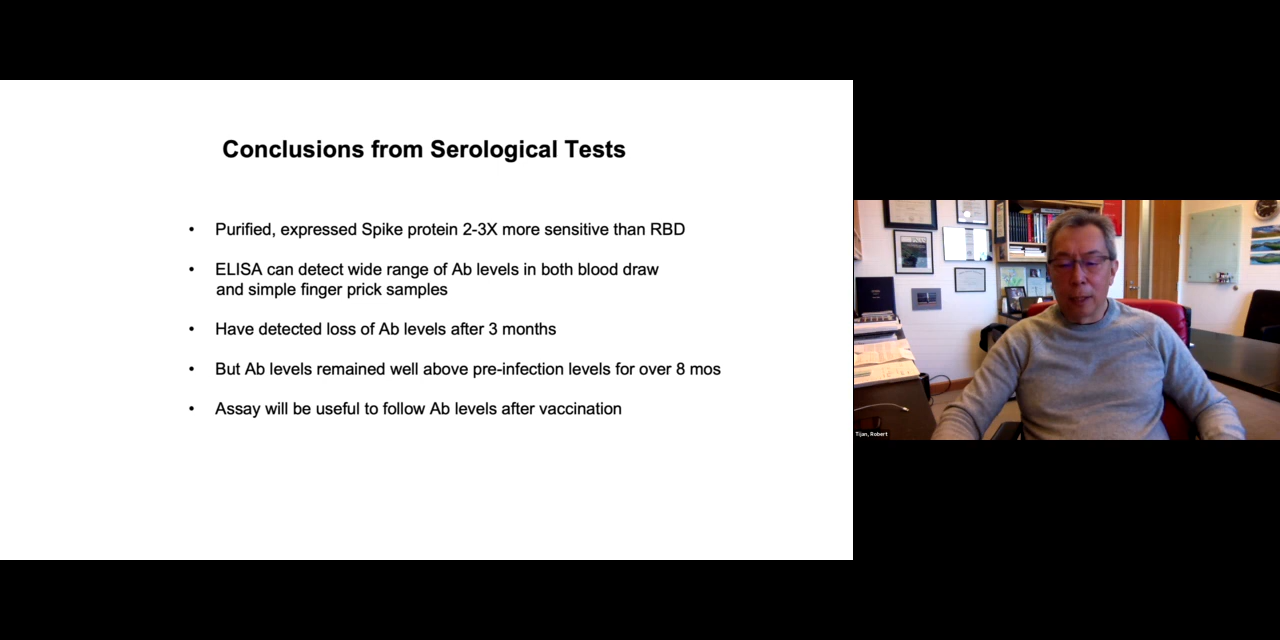 Conclusions from Serological Tests
• Purified, expressed Spike protein 2-3X more sensitive than RBD
• ELISA can detect wide range of Ab levels in both blood draw
and simple finger prick samples
• Have detected loss of Ab levels after 3 months
• But Ab levels remained well above pre-infection levels for over 8 mos
• Assay will be useful to follow Ab levels after vaccination
Tijan, Robert